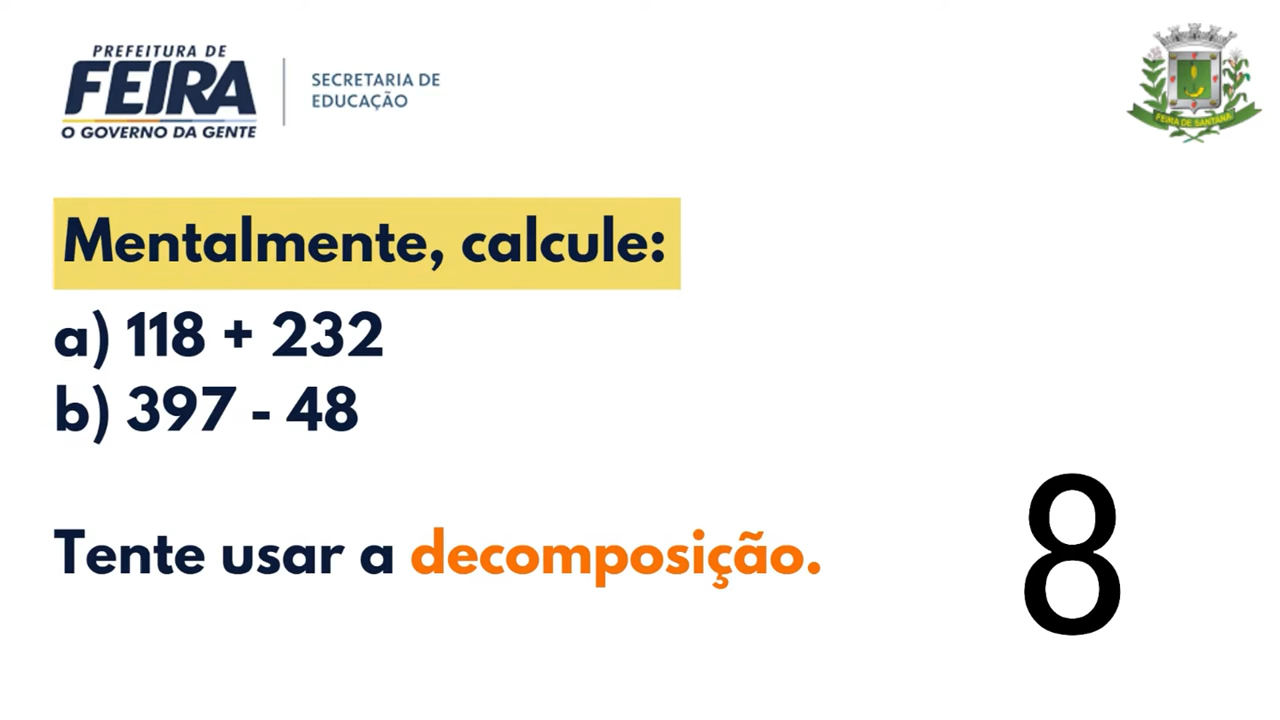 PREFEITURA DE
FEIRA
O GOVERNO DA GENTE
SECRETARIA DE
EDUCAÇÃO
FEIRA DE SANTANA
Mentalmente, calcule:
a) 118 + 232
b) 397 - 48
Tente usar a decomposição.
8